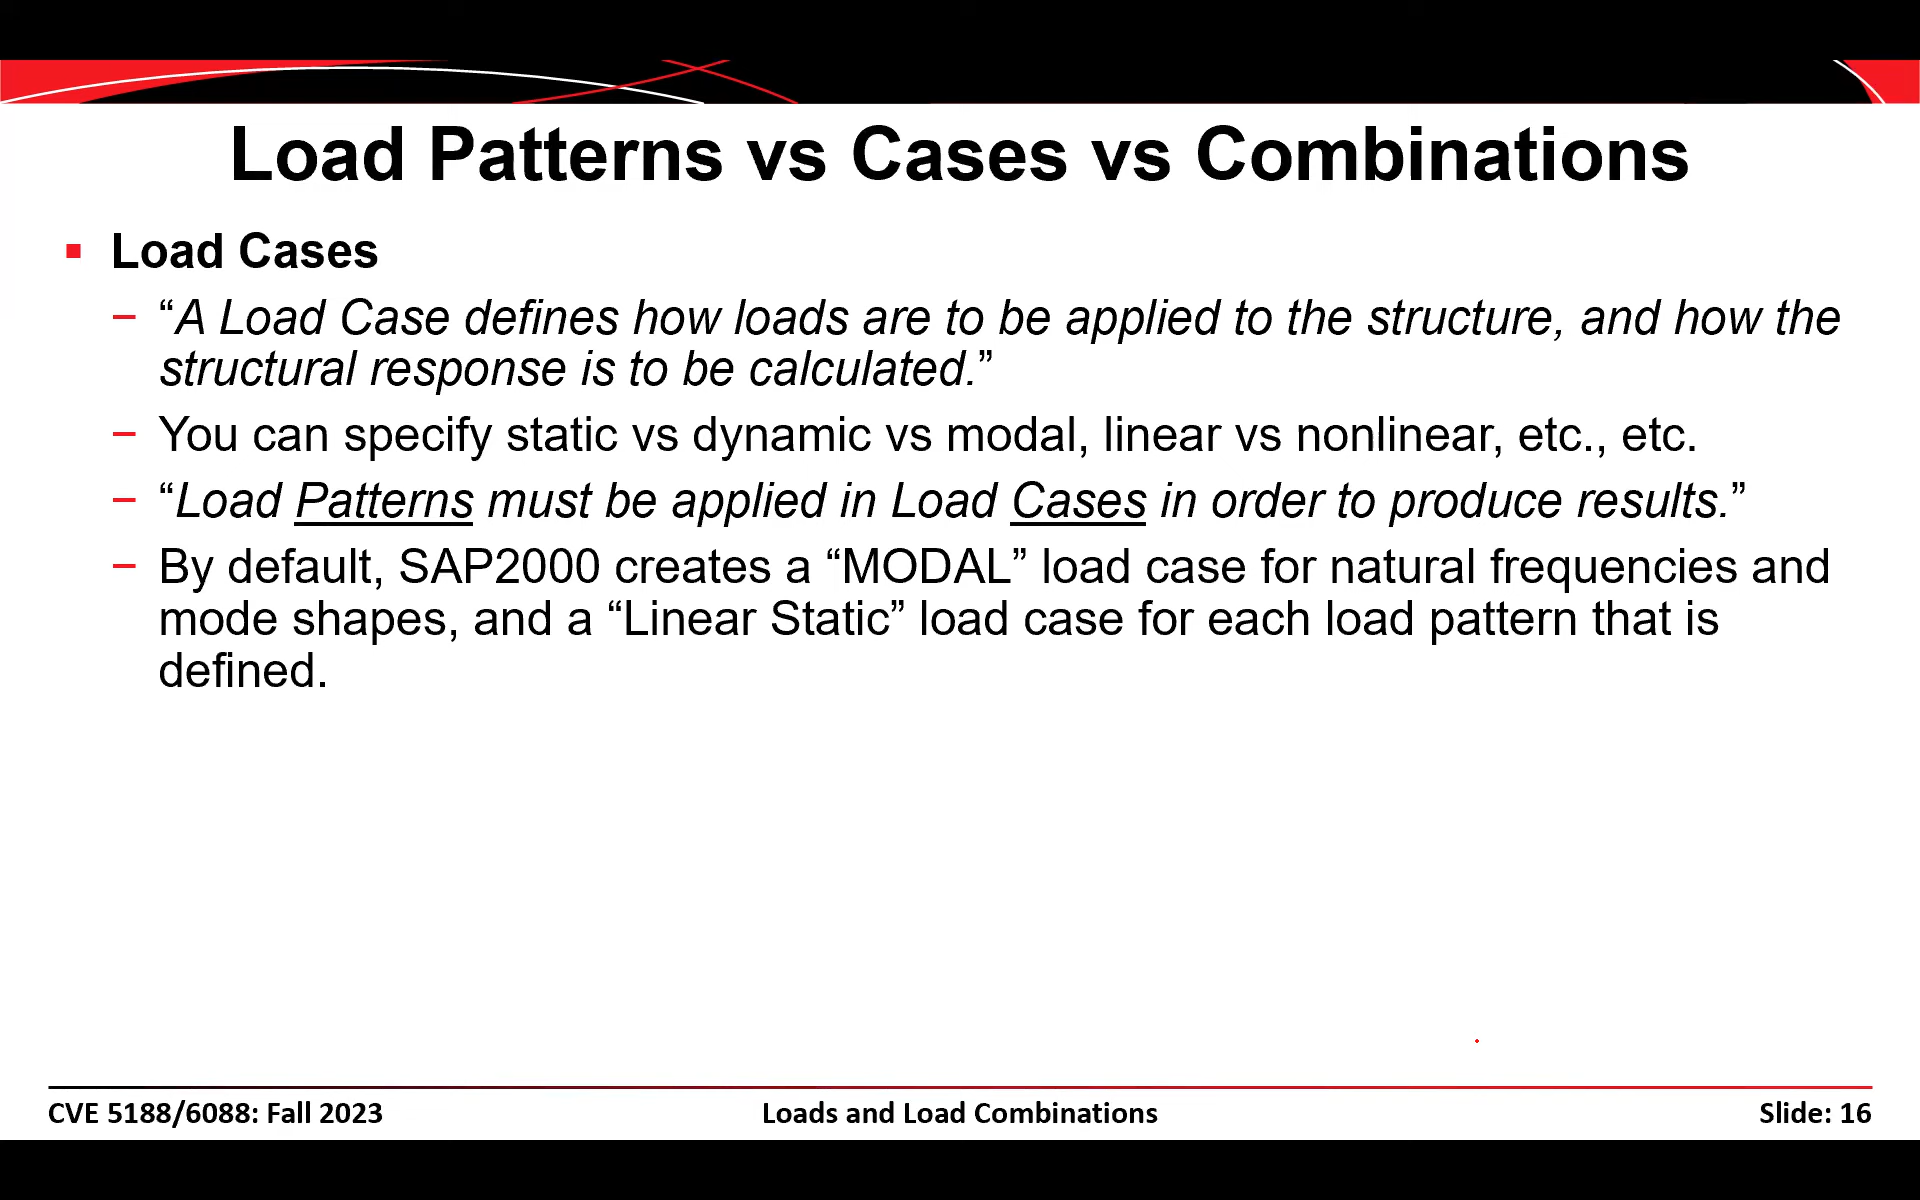 Load Patterns vs Cases vs Combinations
▪ Load Cases
− “A Load Case defines how loads are to be applied to the structure, and how the
structural response is to be calculated.”
− You can specify static vs dynamic vs modal, linear vs nonlinear, etc., etc.
− “Load Patterns must be applied in Load Cases in order to produce results.”
− By default, SAP2000 creates a “MODAL” load case for natural frequencies and
mode shapes, and a “Linear Static” load case for each load pattern that is
defined.
CVE 5188/6088: Fall 2023
Loads and Load Combinations
Slide: 16